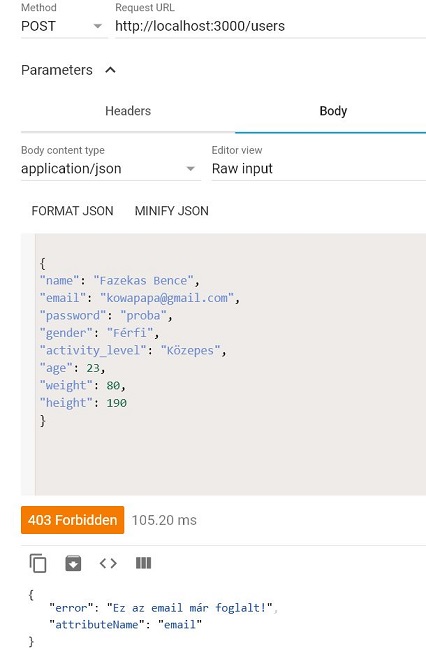 Method Request URL
POST http://localhost:3000/users
Parameters
Headers Body
Body content type Editor view
application/json Raw input
FORMAT JSON MINIFY JSON
{
"name": "Fazekas Bence",
"email": "kowapapa@gmail.com",
"password": "proba",
"gender": "Férfi",
"activity_level": "Közepes",
"age": 23,
"weight": 80,
"height": 190
}
403 Forbidden 105.20 ms
{
"error": "Ez az email már foglalt!",
"attributeName": "email"
}